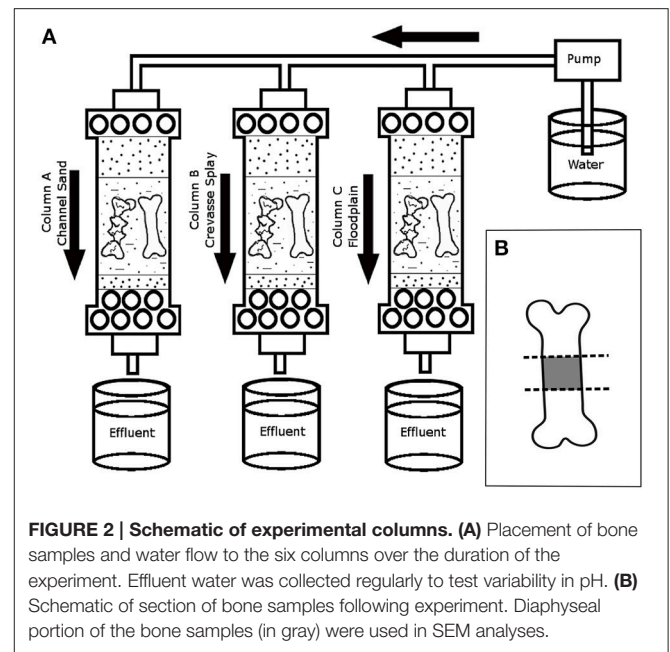 A
Pump
Water
Column A
Channel Sand
Column B
Crevasse Splay
Column C
Floodplain
B
Effluent
Effluent
Effluent
FIGURE 2 | Schematic of experimental columns. (A) Placement of bone
samples and water flow to the six columns over the duration of the
experiment. Effluent water was collected regularly to test variability in pH. (B)
Schematic of section of bone samples following experiment. Diaphyseal
portion of the bone samples (in gray) were used in SEM analyses.